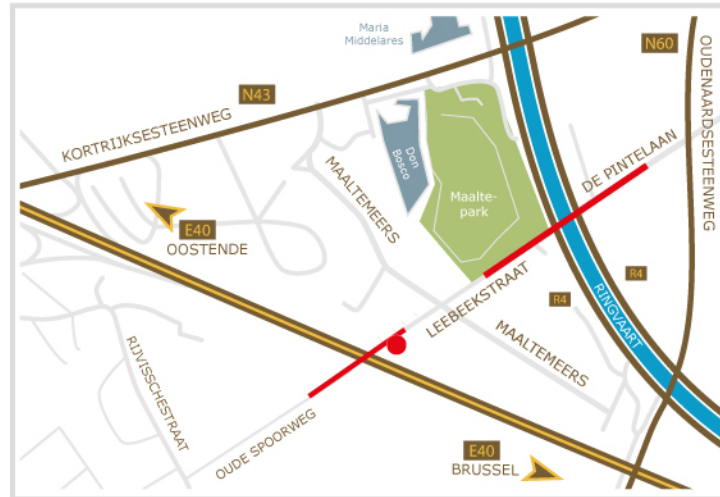 Maria
Middelares
N60
N43
OUDENAARDSESTEENWEG
KORTRIJKSESTEENWEG
Don
Bosco
DE PINTELAAN
MAALTEMEERS
Maalte-
park
E40
OOSTENDE
R4
LEEBEEKSTRAAT
RINGVAART
R4
MAALTEMEERS
RIJVISSCHESTRAAT
OUDE SPOORWEG
E40
BRUSSEL